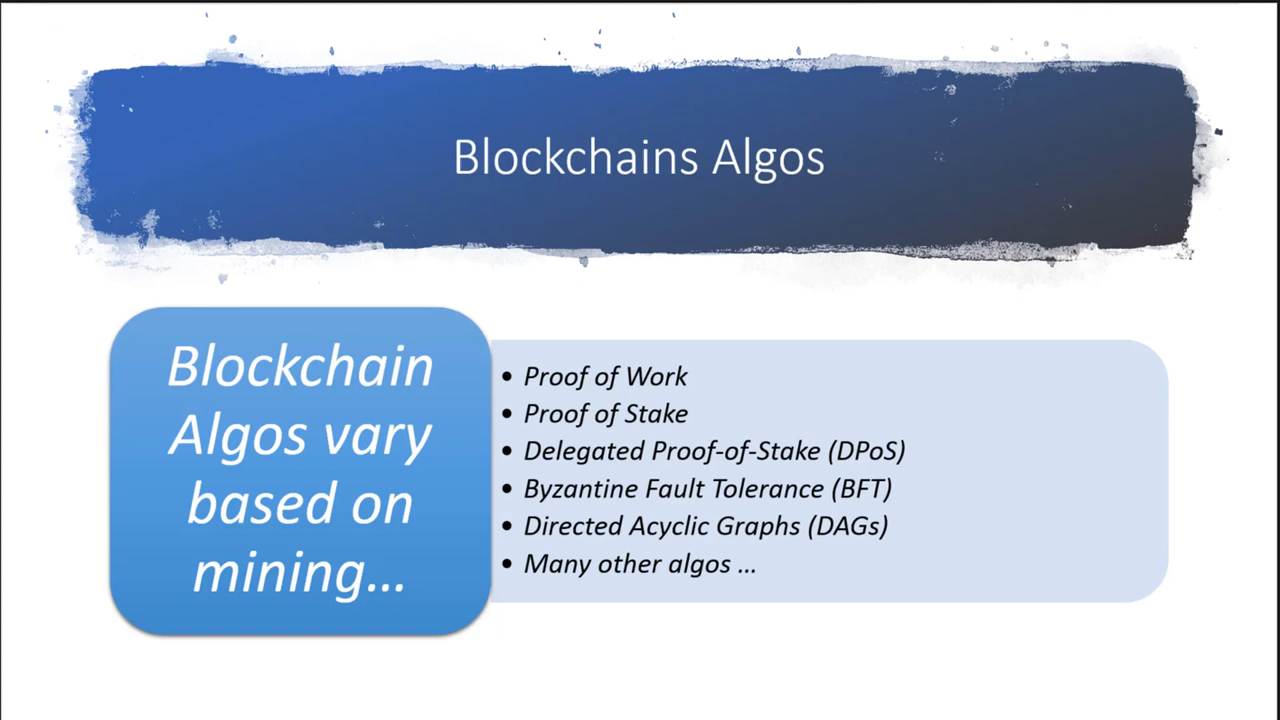 Blockchains Algos
Blockchain
Algos vary
based on
mining...
• Proof of Work
• Proof of Stake
• Delegated Proof-of-Stake (DPoS)
• Byzantine Fault Tolerance (BFT)
• Directed Acyclic Graphs (DAGs)
• Many other algos ...